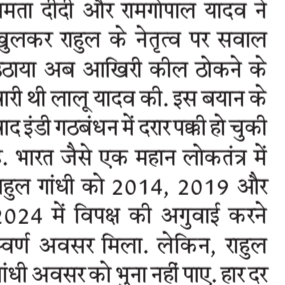 ममता दीदी और रामगोपाल यादव ने
खुलकर राहुल के नेतृत्व पर सवाल
उठाया अब आखिरी कील ठोकने के
बारी थी लालू यादव की. इस बयान के
बाद इंडी गठबंधन में दरार पक्की हो चुकी
है. भारत जैसे एक महान लोकतंत्र में
राहुल गांधी को 2014, 2019 और
2024 में विपक्ष की अगुवाई करने
स्वर्ण अवसर मिला. लेकिन, राहुल
गांधी अवसर को भुना नहीं पाए. हार दर